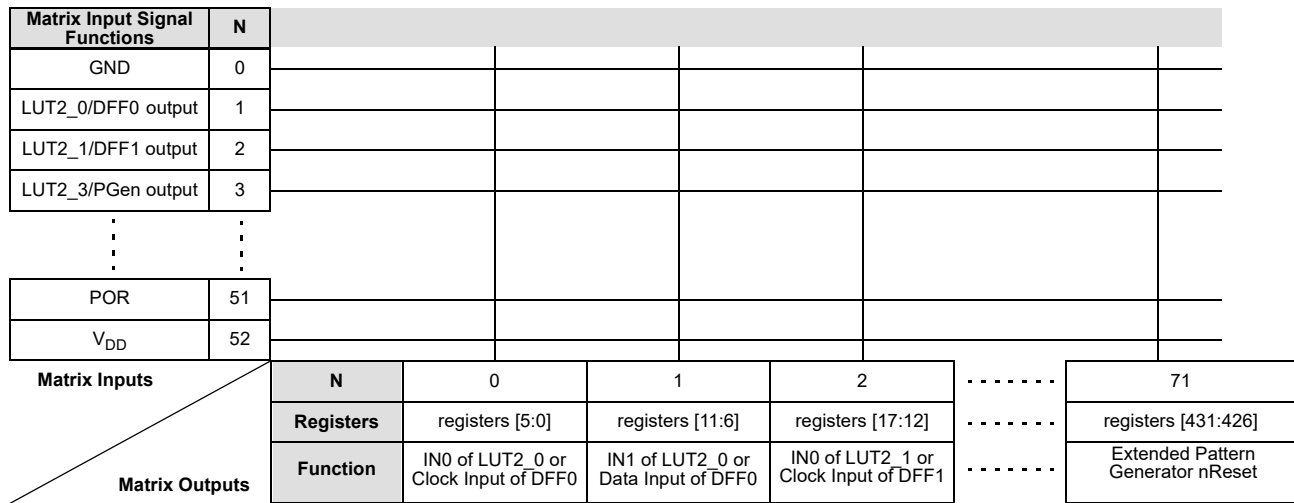 Matrix Input Signal
Functions
N
GND
0
LUT2_0/DFF0 output
1
LUT2_1/DFF1 output
2
LUT2_3/PGen output
3
POR
51
VDD
52
Matrix Inputs
Matrix Outputs
N
0
1
2
71
Registers
registers [5:0]
registers [11:6]
registers [17:12]
registers [431:426]
Function
IN0 of LUT2_0 or
Clock Input of DFF0
IN1 of LUT2_0 or
Data Input of DFF0
IN0 of LUT2_1 or
Clock Input of DFF1
Extended Pattern
Generator nReset